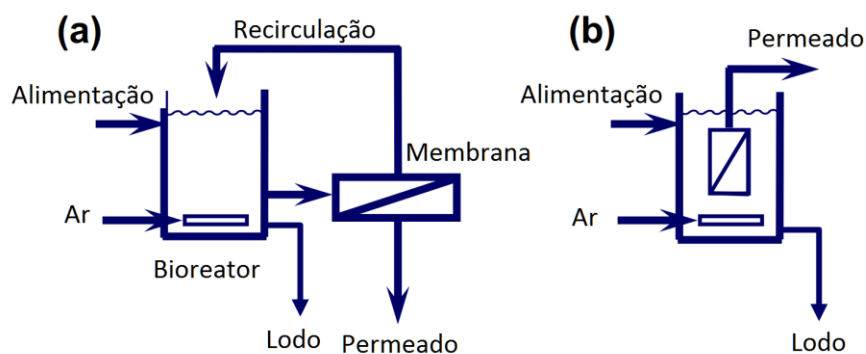 (a)
Recirculação
Alimentação
Membrana
Ar
Bioreator
Lodo
Permeado
(b)
Permeado
Alimentação
Ar
Lodo